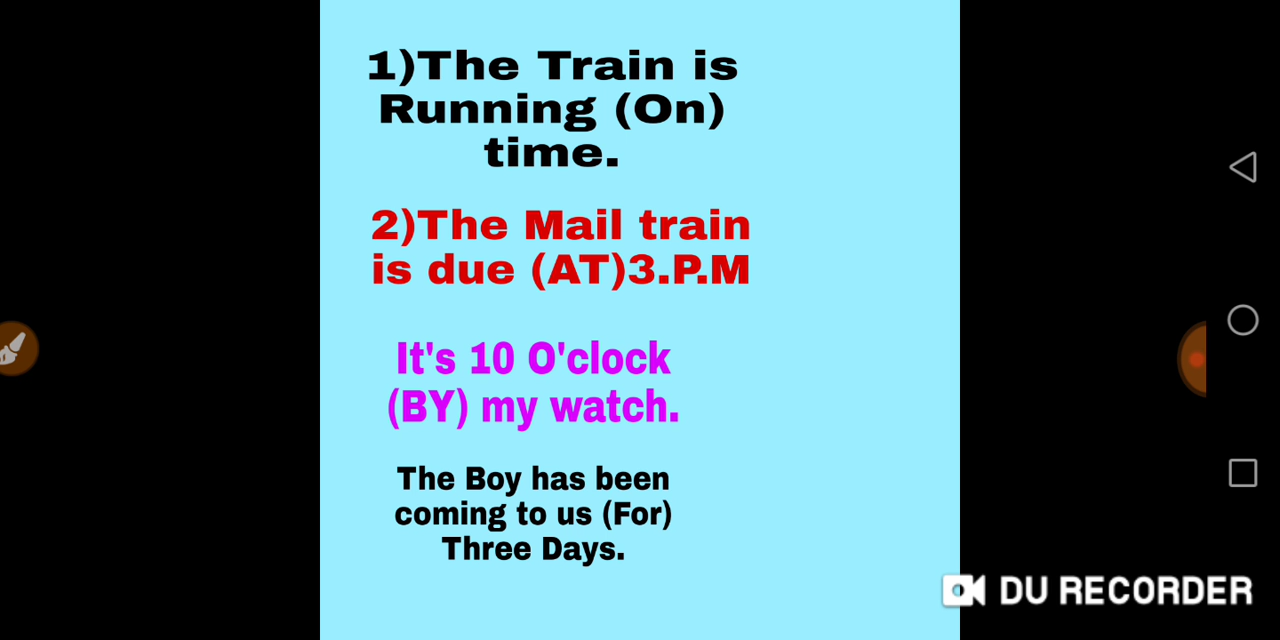 1)The Train is
Running (On)
time.
2)The Mail train
is due (AT)3.P.M
It's 10 O'clock
(BY) my watch.
The Boy has been
coming to us (For)
Three Days.
DU RECORDER